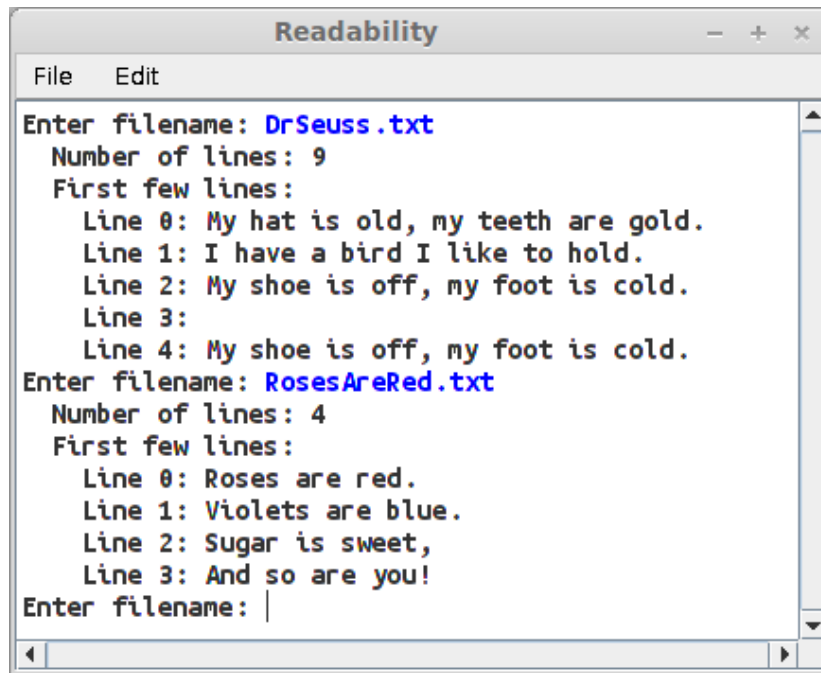 Readability
File Edit
Enter filename: DrSeuss.txt
Number of lines: 9
First few lines:
Line 0: My hat is old, my teeth are gold.
Line 1: I have a bird I like to hold.
Line 2: My shoe is off, my foot is cold.
Line 3:
Line 4: My shoe is off, my foot is cold.
Enter filename: RosesAreRed.txt
Number of lines: 4
First few lines:
Line 0: Roses are red.
Line 1: Violets are blue.
Line 2: Sugar is sweet,
Line 3: And so are you!
Enter filename: